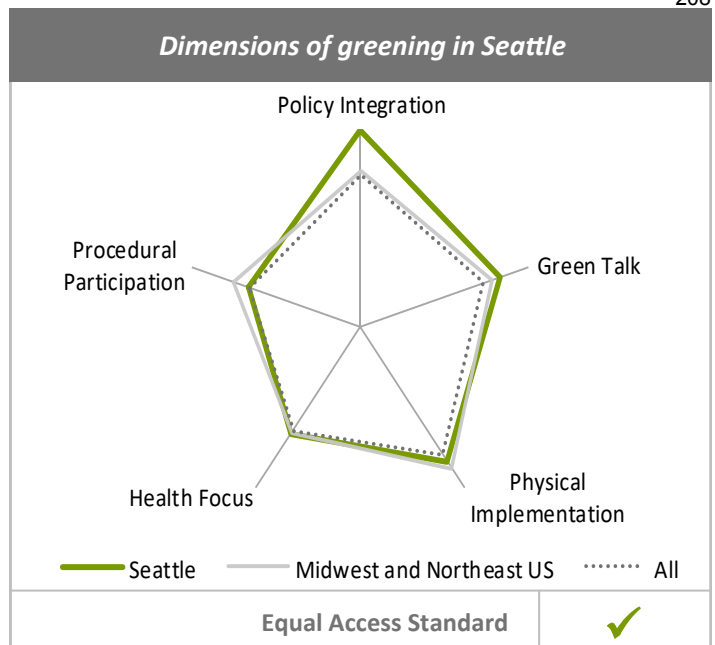 Dimensions of greening in Seattle
Policy Integration
Procedural
Participation
Green Talk
Health Focus
Physical
Implementation
Seattle
Midwest and Northeast US
All
Equal Access Standard